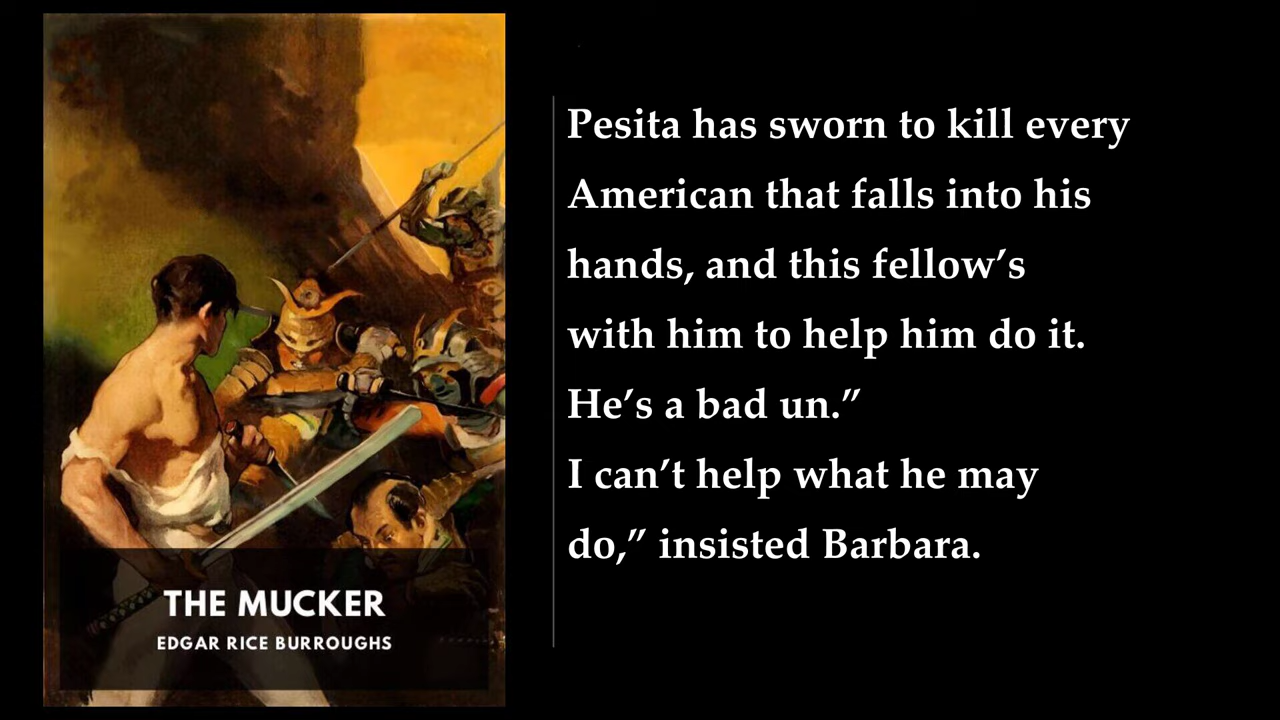 THE MUCKER
EDGAR RICE BURROUGHS
Pesita has sworn to kill every
American that falls into his
hands, and this fellow’s
with him to help him do it.
He’s a bad un.”
I can’t help what he may
do,” insisted Barbara.